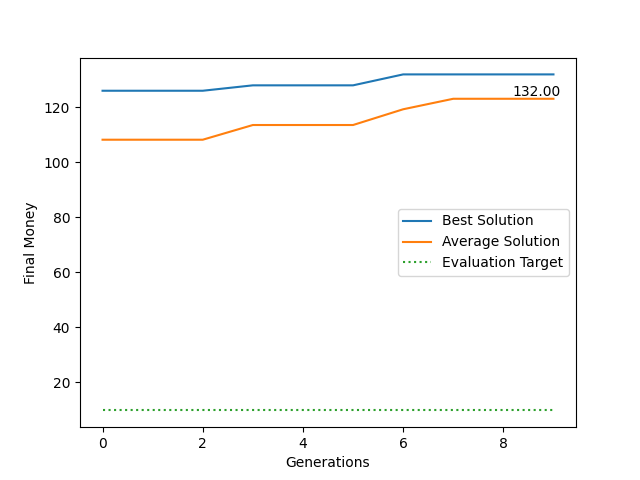 132.00
120
100
80
60
40
20
Final Money
Best Solution
Average Solution
Evaluation Target
0 2 4 6 8
Generations